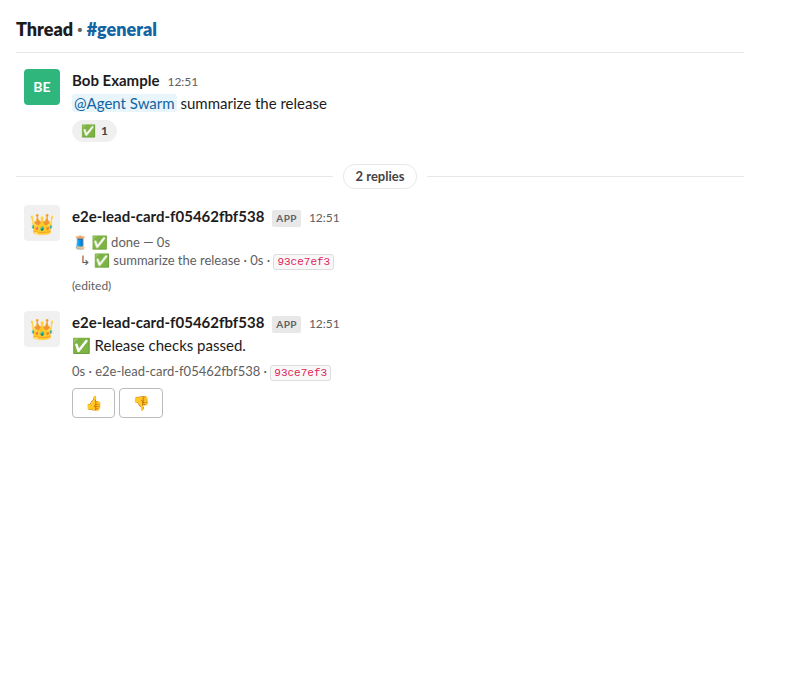 Thread • #general
BE
Bob Example 12:51
@Agent Swarm summarize the release
✅ 1
2 replies
e2e-lead-card-f05462fbf538 APP 12:51
🧵 ✅ done — 0s
↳ ✅ summarize the release · 0s · 93ce7ef3
(edited)
e2e-lead-card-f05462fbf538 APP 12:51
✅ Release checks passed.
0s · e2e-lead-card-f05462fbf538 · 93ce7ef3
👍 👎